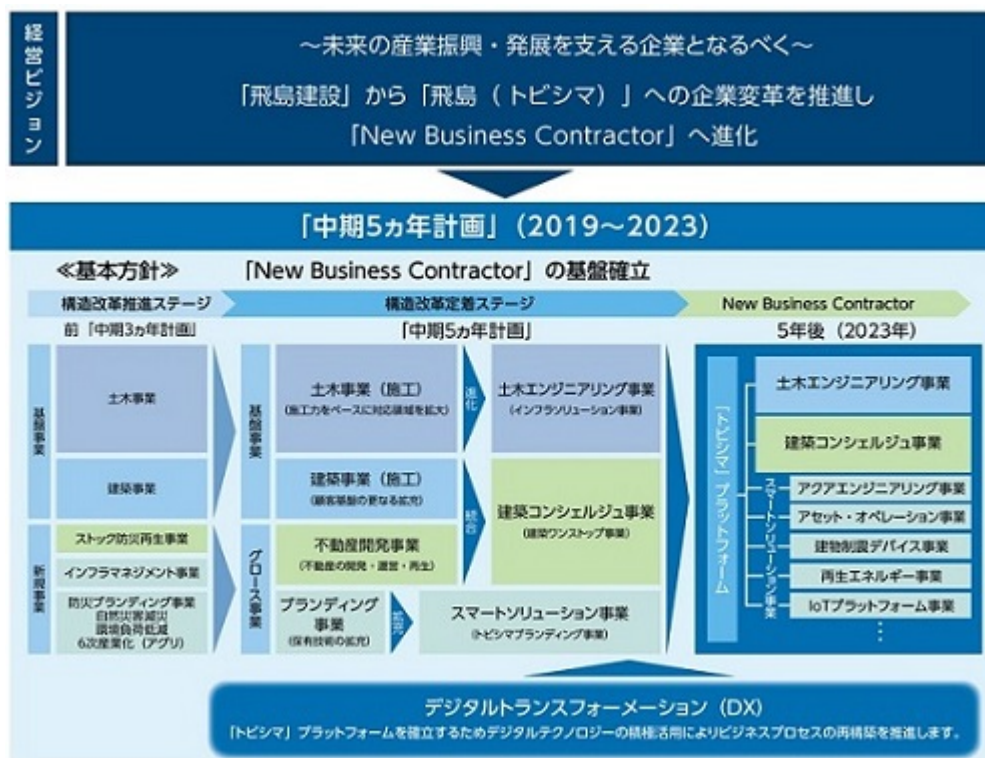 経営ビジョン
～未来の産業振興・発展を支える企業となるべく～
「飛島建設」から「飛島（トビシマ）」への企業変革を推進し
「New Business Contractor」へ進化
「中期5ヵ年計画」（2019～2023）
≪基本方針≫ 「New Business Contractor」の基盤確立
構造改革推進ステージ
構造改革定着ステージ
New Business Contractor
前「中期3ヵ年計画」
「中期5ヵ年計画」
5年後（2023年）
基盤事業
土木事業
建築事業
新規事業
ストック防災再生事業
インフラマネジメント事業
防災ブランディング事業
自然災害減災
環境負荷低減
6次産業化（アグリ）
基盤事業
土木事業（施工）
（施工力をベースに対応領域を拡大）
進化
土木エンジニアリング事業
（インフラソリューション事業）
建築事業（施工）
（顧客基盤の更なる拡充）
グロース事業
不動産開発事業
（不動産の開発・運営・再生）
統合
建築コンシェルジュ事業
（建築ワンストップ事業）
ブランディング
事業
（保有技術の拡充）
拡充
スマートソリューション事業
（トビシマブランディング事業）
「トビシマ」プラットフォーム
土木エンジニアリング事業
建築コンシェルジュ事業
スマートソリューション事業
アクアエンジニアリング事業
アセット・オペレーション事業
建物制震デバイス事業
再生エネルギー事業
IoTプラットフォーム事業
⋮
デジタルトランスフォーメーション（DX）
「トビシマ」プラットフォームを確立するためデジタルテクノロジーの積極活用によりビジネスプロセスの再構築を推進します。